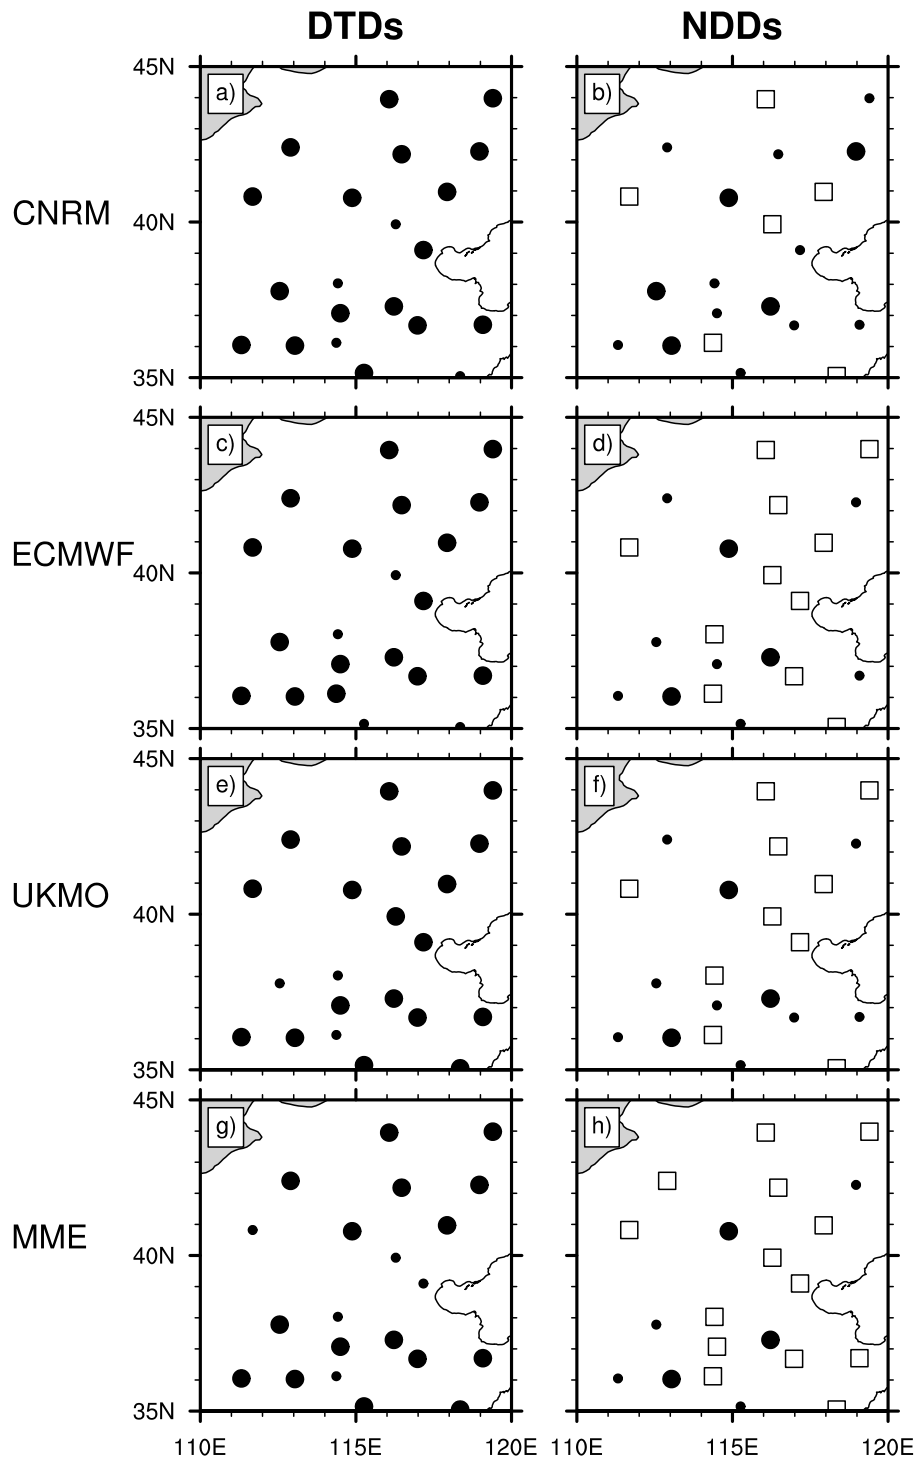 DTDs NDDs
45N a) b)
CNRM 40N
35N
45N c) d)
ECMWF 40N
35N
45N e) f)
UKMO 40N
35N
45N g) h)
MME 40N
35N
110E 115E 120E 110E 115E 120E